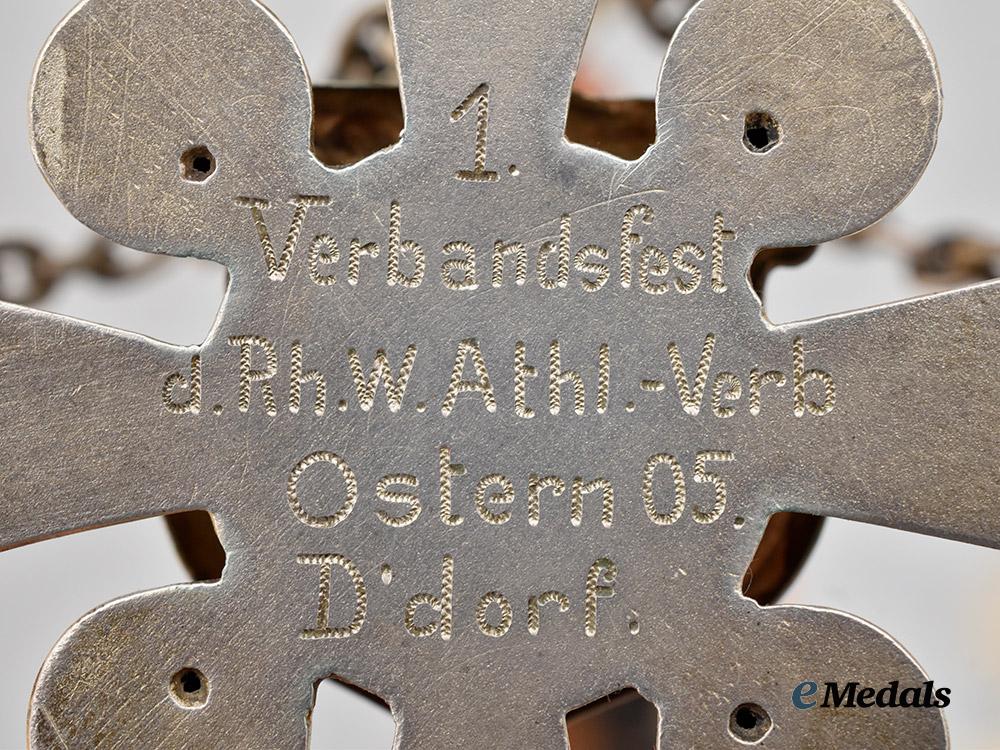 1.
Verbandsfest
d. Rh. W. Athl.-Verb
Ostern 05.
D'dorf.
eMedals